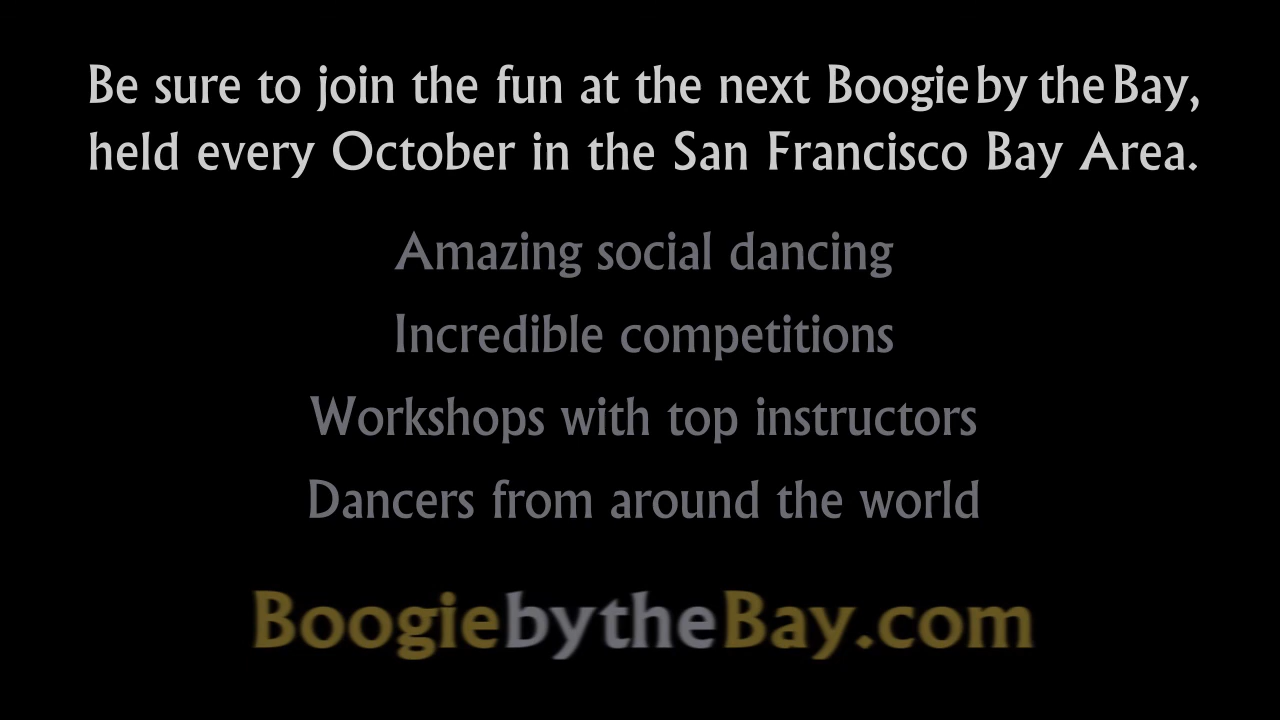 Be sure to join the fun at the next Boogie by the Bay,
held every October in the San Francisco Bay Area.
Amazing social dancing
Incredible competitions
Workshops with top instructors
Dancers from around the world
BoogiebytheBay.com